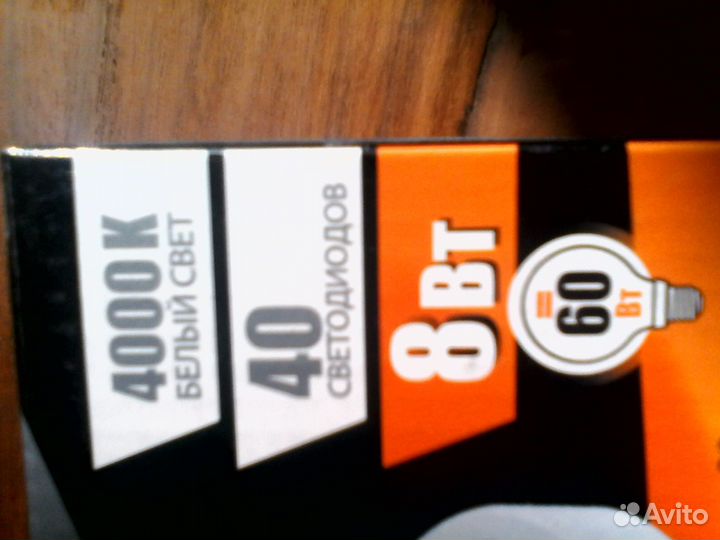 4000К
БЕЛЫЙ СВЕТ
40
СВЕТОДИОДОВ
8 Вт
=
60
Вт
Avito